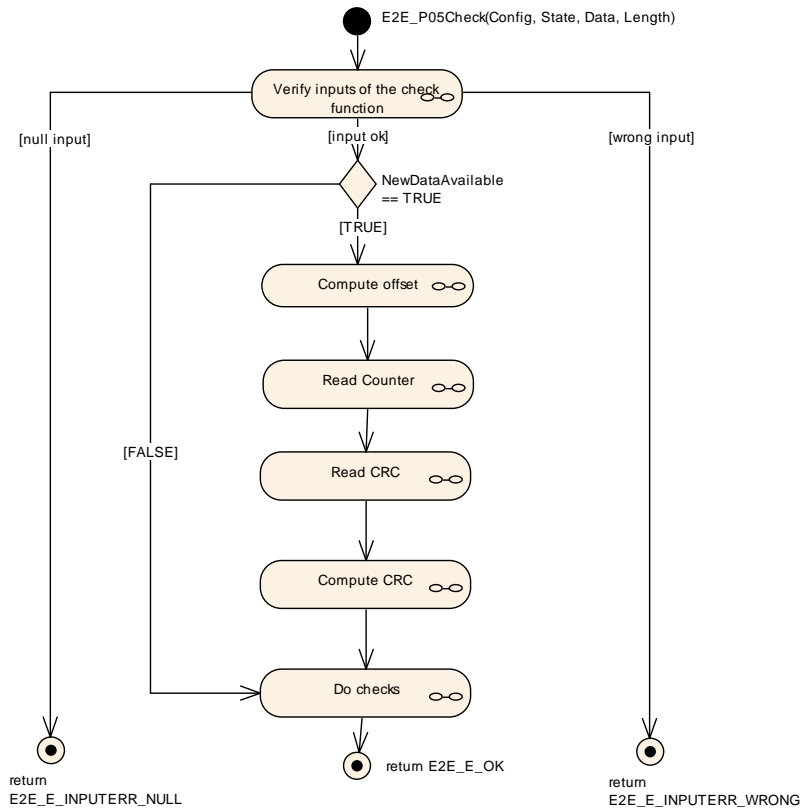 E2E_P05Check(Config, State, Data, Length)
Verify inputs of the check
function
[null input]
[input ok]
[wrong input]
NewDataAvailable
== TRUE
[TRUE]
Compute offset
Read Counter
[FALSE]
Read CRC
Compute CRC
Do checks
return E2E_E_OK
return
E2E_E_INPUTERR_NULL
return
E2E_E_INPUTERR_WRONG